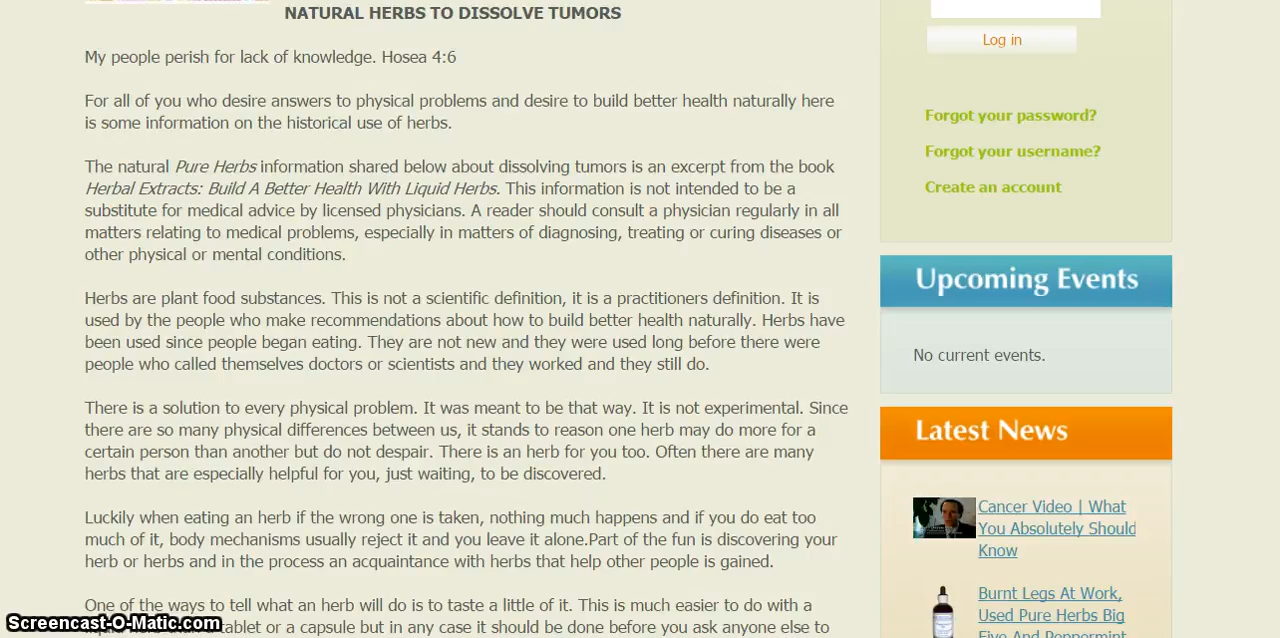 NATURAL HERBS TO DISSOLVE TUMORS
My people perish for lack of knowledge. Hosea 4:6
For all of you who desire answers to physical problems and desire to build better health naturally here
is some information on the historical use of herbs.
The natural Pure Herbs information shared below about dissolving tumors is an excerpt from the book
Herbal Extracts: Build A Better Health With Liquid Herbs. This information is not intended to be a
substitute for medical advice by licensed physicians. A reader should consult a physician regularly in all
matters relating to medical problems, especially in matters of diagnosing, treating or curing diseases or
other physical or mental conditions.
Herbs are plant food substances. This is not a scientific definition, it is a practitioners definition. It is
used by the people who make recommendations about how to build better health naturally. Herbs have
been used since people began eating. They are not new and they were used long before there were
people who called themselves doctors or scientists and they worked and they still do.
There is a solution to every physical problem. It was meant to be that way. It is not experimental. Since
there are so many physical differences between us, it stands to reason one herb may do more for a
certain person than another but do not despair. There is an herb for you too. Often there are many
herbs that are especially helpful for you, just waiting, to be discovered.
Luckily when eating an herb if the wrong one is taken, nothing much happens and if you do eat too
much of it, body mechanisms usually reject it and you leave it alone.Part of the fun is discovering your
herb or herbs and in the process an acquaintance with herbs that help other people is gained.
One of the ways to tell what an herb will do is to taste a little of it. This is much easier to do with a
tablet or a capsule but in any case it should be done before you ask anyone else to
Log in
Forgot your password?
Forgot your username?
Create an account
Upcoming Events
No current events.
Latest News
Cancer Video | What
You Absolutely Should
Know
Burnt Legs At Work,
Used Pure Herbs Big
Five And Peppermint
Screencast-O-Matic.com